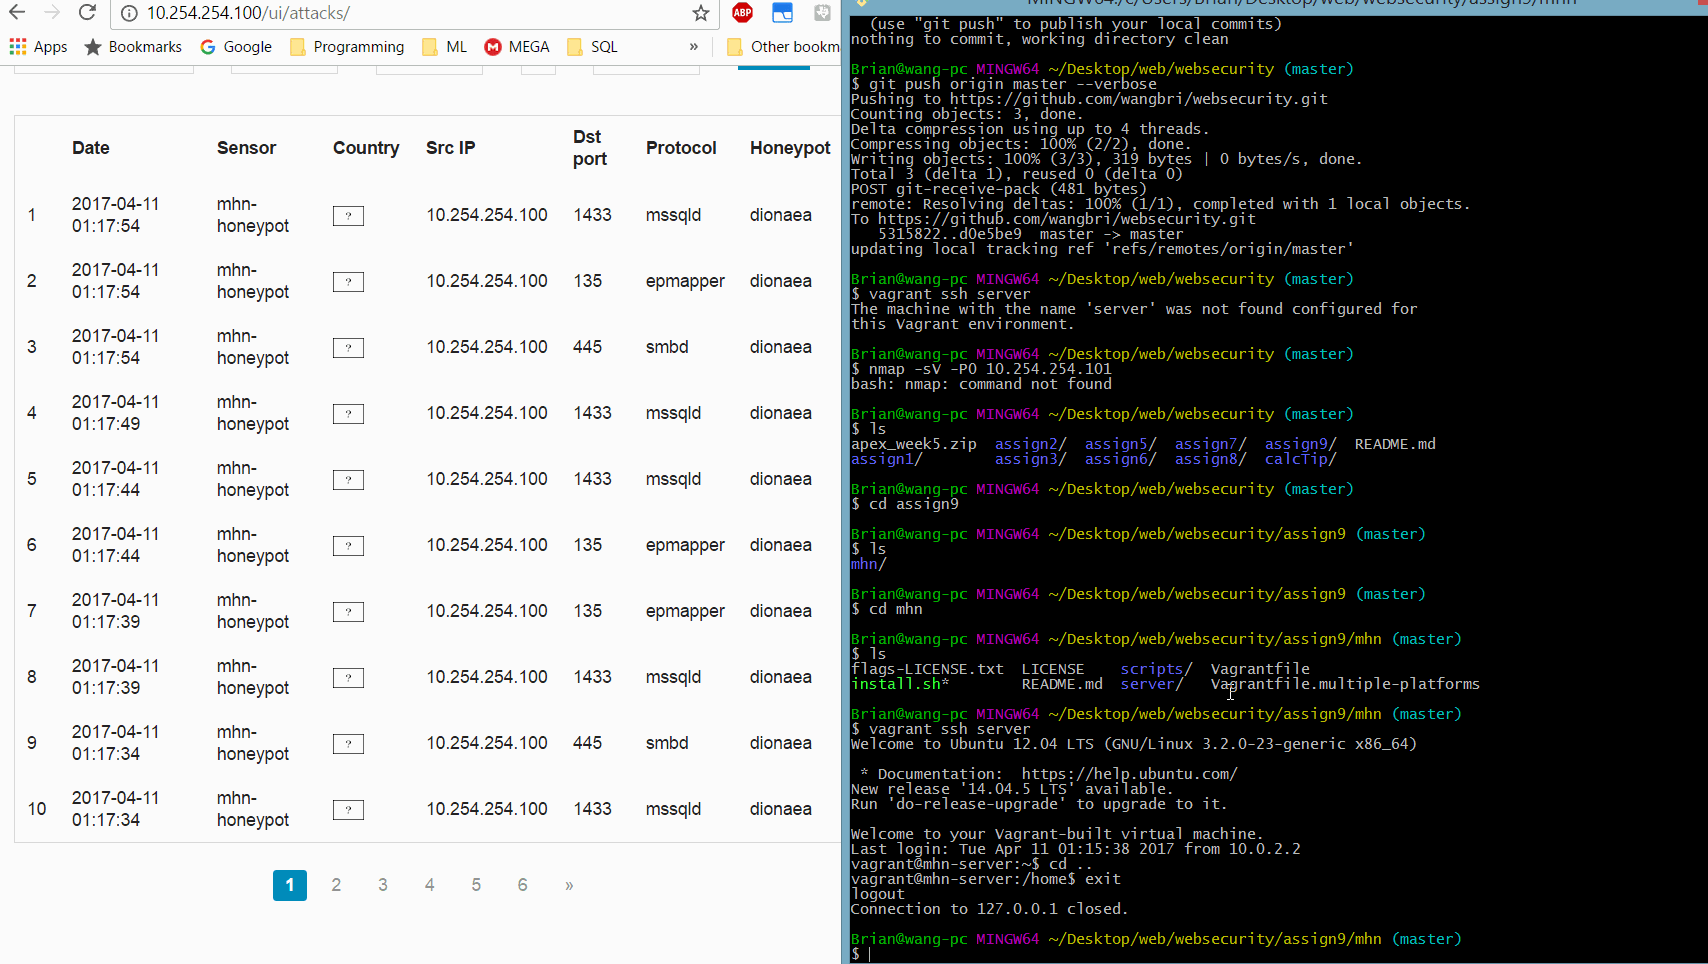 10.254.254.100/ui/attacks/
ABP
Apps Bookmarks Google Programming ML MEGA SQL » Other bookm
Date Sensor Country Src IP Dst port Protocol Honeypot
1 2017-04-11 01:17:54 mhn-honeypot ? 10.254.254.100 1433 mssqld dionaea
2 2017-04-11 01:17:54 mhn-honeypot ? 10.254.254.100 135 epmapper dionaea
3 2017-04-11 01:17:54 mhn-honeypot ? 10.254.254.100 445 smbd dionaea
4 2017-04-11 01:17:49 mhn-honeypot ? 10.254.254.100 1433 mssqld dionaea
5 2017-04-11 01:17:44 mhn-honeypot ? 10.254.254.100 1433 mssqld dionaea
6 2017-04-11 01:17:44 mhn-honeypot ? 10.254.254.100 135 epmapper dionaea
7 2017-04-11 01:17:39 mhn-honeypot ? 10.254.254.100 135 epmapper dionaea
8 2017-04-11 01:17:39 mhn-honeypot ? 10.254.254.100 1433 mssqld dionaea
9 2017-04-11 01:17:34 mhn-honeypot ? 10.254.254.100 445 smbd dionaea
10 2017-04-11 01:17:34 mhn-honeypot ? 10.254.254.100 1433 mssqld dionaea
1 2 3 4 5 6 »
MINGW64:/c/Users/Brian/Desktop/web/websecurity/assign9/mhn
(use "git push" to publish your local commits)
nothing to commit, working directory clean
Brian@wang-pc MINGW64 ~/Desktop/web/websecurity (master)
$ git push origin master --verbose
Pushing to https://github.com/wangbri/websecurity.git
Counting objects: 3, done.
Delta compression using up to 4 threads.
Compressing objects: 100% (2/2), done.
Writing objects: 100% (3/3), 319 bytes | 0 bytes/s, done.
Total 3 (delta 1), reused 0 (delta 0)
POST git-receive-pack (481 bytes)
remote: Resolving deltas: 100% (1/1), completed with 1 local objects.
To https://github.com/wangbri/websecurity.git
5315822..d0e5be9 master -> master
updating local tracking ref 'refs/remotes/origin/master'
Brian@wang-pc MINGW64 ~/Desktop/web/websecurity (master)
$ vagrant ssh server
The machine with the name 'server' was not found configured for
this Vagrant environment.
Brian@wang-pc MINGW64 ~/Desktop/web/websecurity (master)
$ nmap -sV -P0 10.254.254.101
bash: nmap: command not found
Brian@wang-pc MINGW64 ~/Desktop/web/websecurity (master)
$ ls
apex_week5.zip assign2/ assign5/ assign7/ assign9/ README.md
assign1/ assign3/ assign6/ assign8/ calcTip/
Brian@wang-pc MINGW64 ~/Desktop/web/websecurity (master)
$ cd assign9
Brian@wang-pc MINGW64 ~/Desktop/web/websecurity/assign9 (master)
$ ls
mhn/
Brian@wang-pc MINGW64 ~/Desktop/web/websecurity/assign9 (master)
$ cd mhn
Brian@wang-pc MINGW64 ~/Desktop/web/websecurity/assign9/mhn (master)
$ ls
flags-LICENSE.txt LICENSE scripts/ Vagrantfile
install.sh* README.md server/ Vagrantfile.multiple-platforms
Brian@wang-pc MINGW64 ~/Desktop/web/websecurity/assign9/mhn (master)
$ vagrant ssh server
Welcome to Ubuntu 12.04 LTS (GNU/Linux 3.2.0-23-generic x86_64)
* Documentation: https://help.ubuntu.com/
New release '14.04.5 LTS' available.
Run 'do-release-upgrade' to upgrade to it.
Welcome to your Vagrant-built virtual machine.
Last login: Tue Apr 11 01:15:38 2017 from 10.0.2.2
vagrant@mhn-server:~$ cd ..
vagrant@mhn-server:/home$ exit
logout
Connection to 127.0.0.1 closed.
Brian@wang-pc MINGW64 ~/Desktop/web/websecurity/assign9/mhn (master)
$